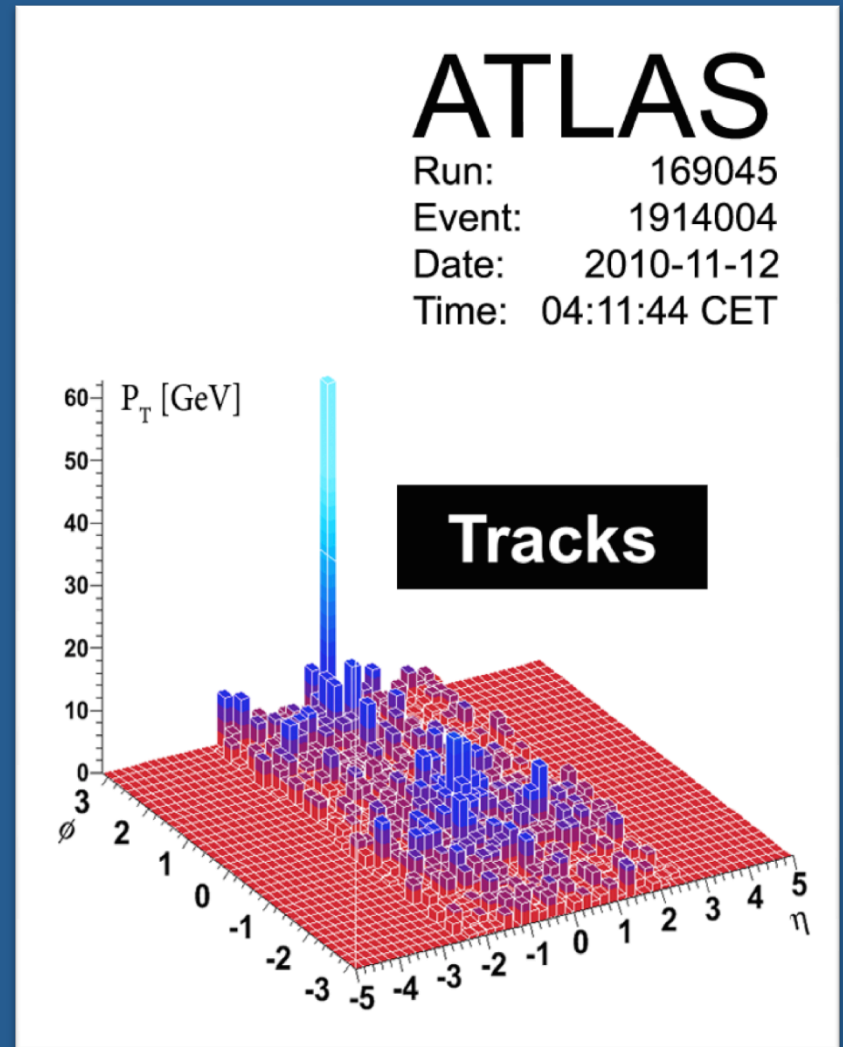 ATLAS
Run: 169045
Event: 1914004
Date: 2010-11-12
Time: 04:11:44 CET
P_T [GeV]
60
50
40
30
20
10
0
Tracks
3
2
1
0
-1
-2
-3
ϕ
-5 -4 -3 -2 -1 0 1 2 3 4 5
η